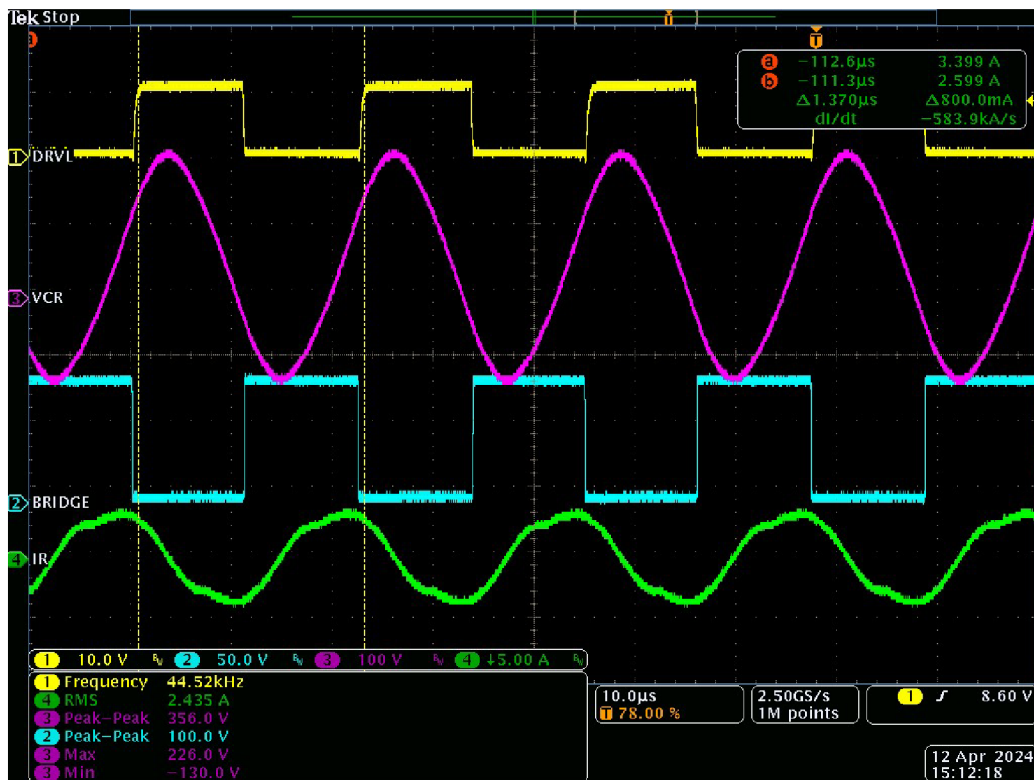 Tek Stop
T
a
T
a -112.6µs 3.399 A
b -111.3µs 2.599 A
Δ1.370µs Δ800.0mA
dI/dt -583.9kA/s
1 DRVL
3 VCR
2 BRIDGE
4 IR
1 10.0 V BW 2 50.0 V BW 3 100 V BW 4 ↓5.00 A BW
1 Frequency 44.52kHz
4 RMS 2.435 A
3 Peak-Peak 356.0 V
2 Peak-Peak 100.0 V
3 Max 226.0 V
3 Min -130.0 V
10.0µs
T 78.00 %
2.50GS/s
1M points
1 8.60 V
12 Apr 2024
15:12:18